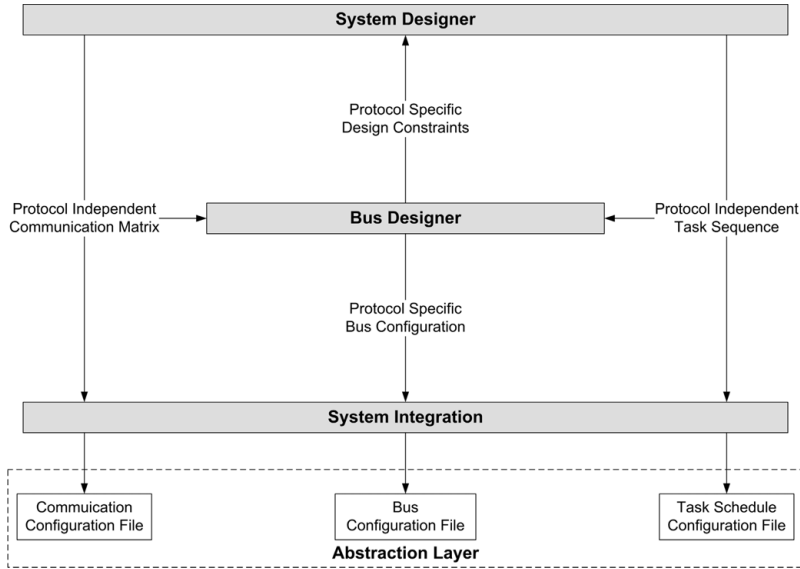 System Designer
Protocol Specific
Design Constraints
Protocol Independent
Communication Matrix
Bus Designer
Protocol Independent
Task Sequence
Protocol Specific
Bus Configuration
System Integration
Commuication
Configuration File
Bus
Configuration File
Task Schedule
Configuration File
Abstraction Layer